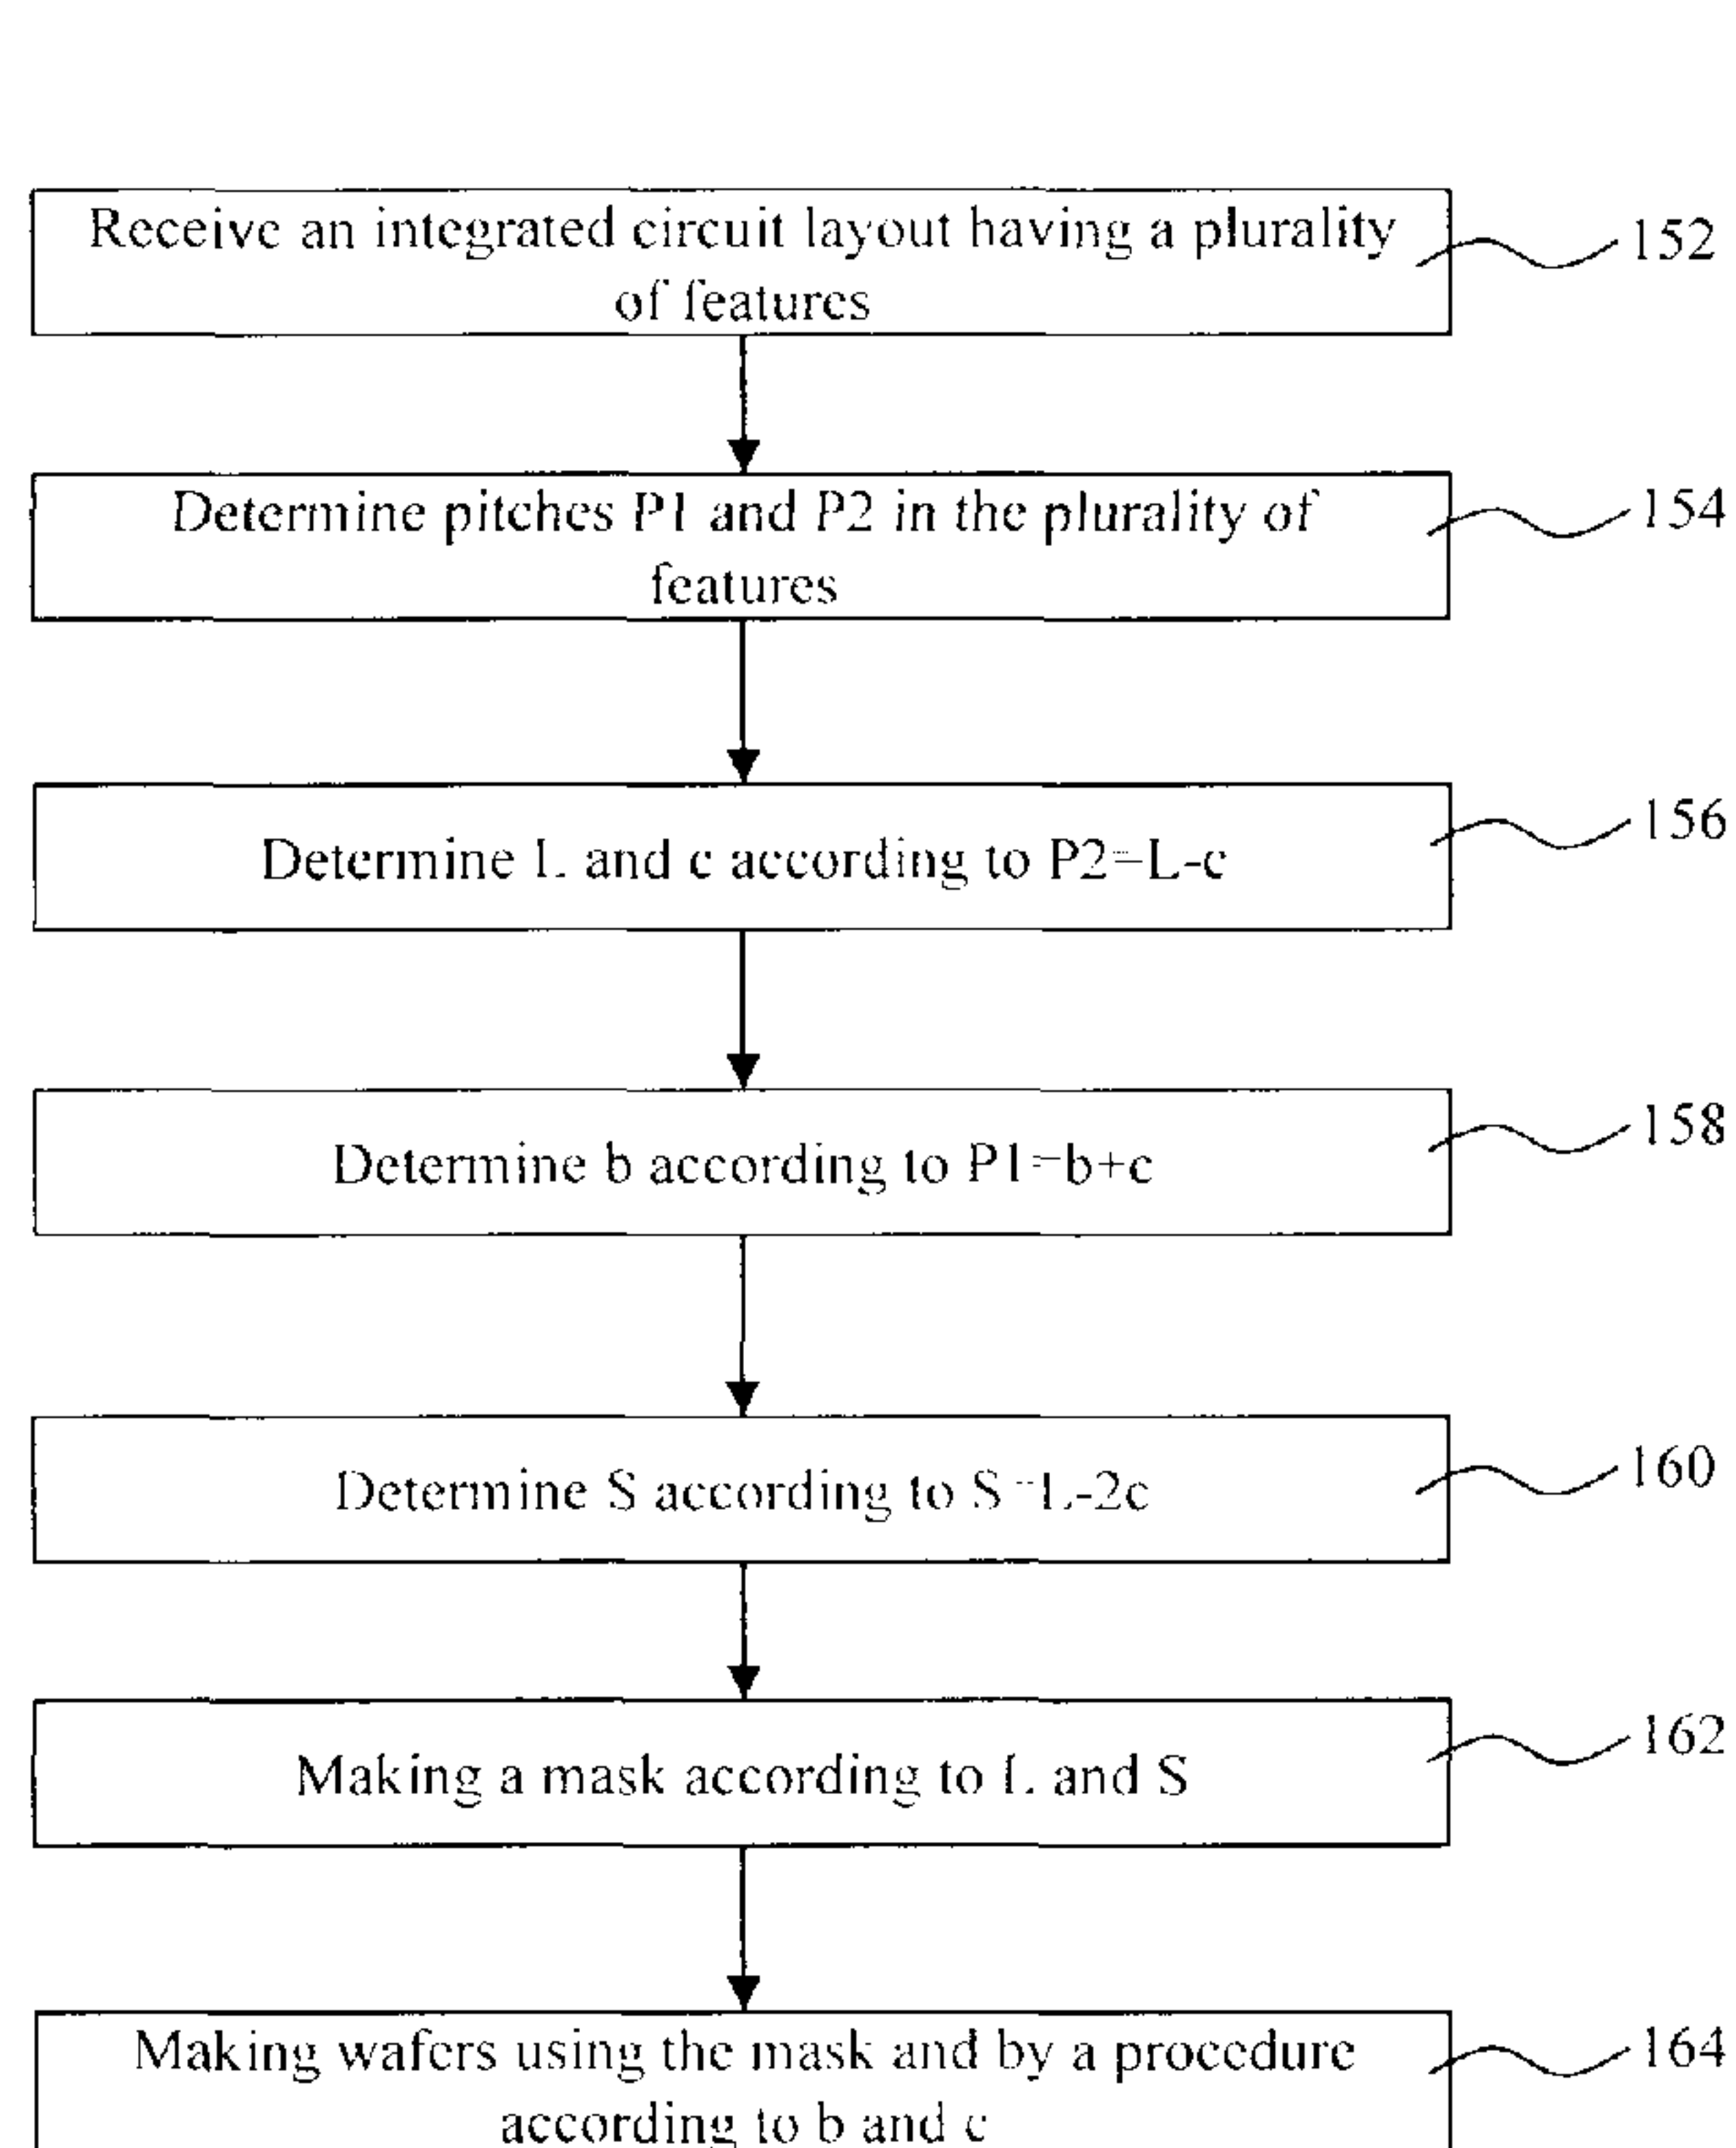 Receive an integrated circuit layout having a plurality
of features
152
Determine pitches P1 and P2 in the plurality of
features
154
Determine L and c according to P2=L-c
156
Determine b according to P1=b+c
158
Determine S according to S=L-2c
160
Making a mask according to L and S
162
Making wafers using the mask and by a procedure
according to b and c
164